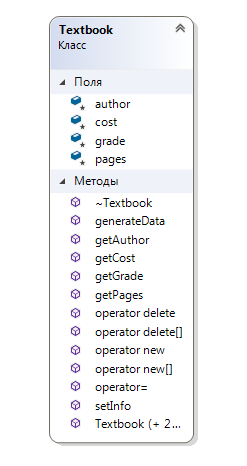 Textbook
Класс
Поля
author
cost
grade
pages
Методы
~Textbook
generateData
getAuthor
getCost
getGrade
getPages
operator delete
operator delete[]
operator new
operator new[]
operator=
setInfo
Textbook (+ 2...